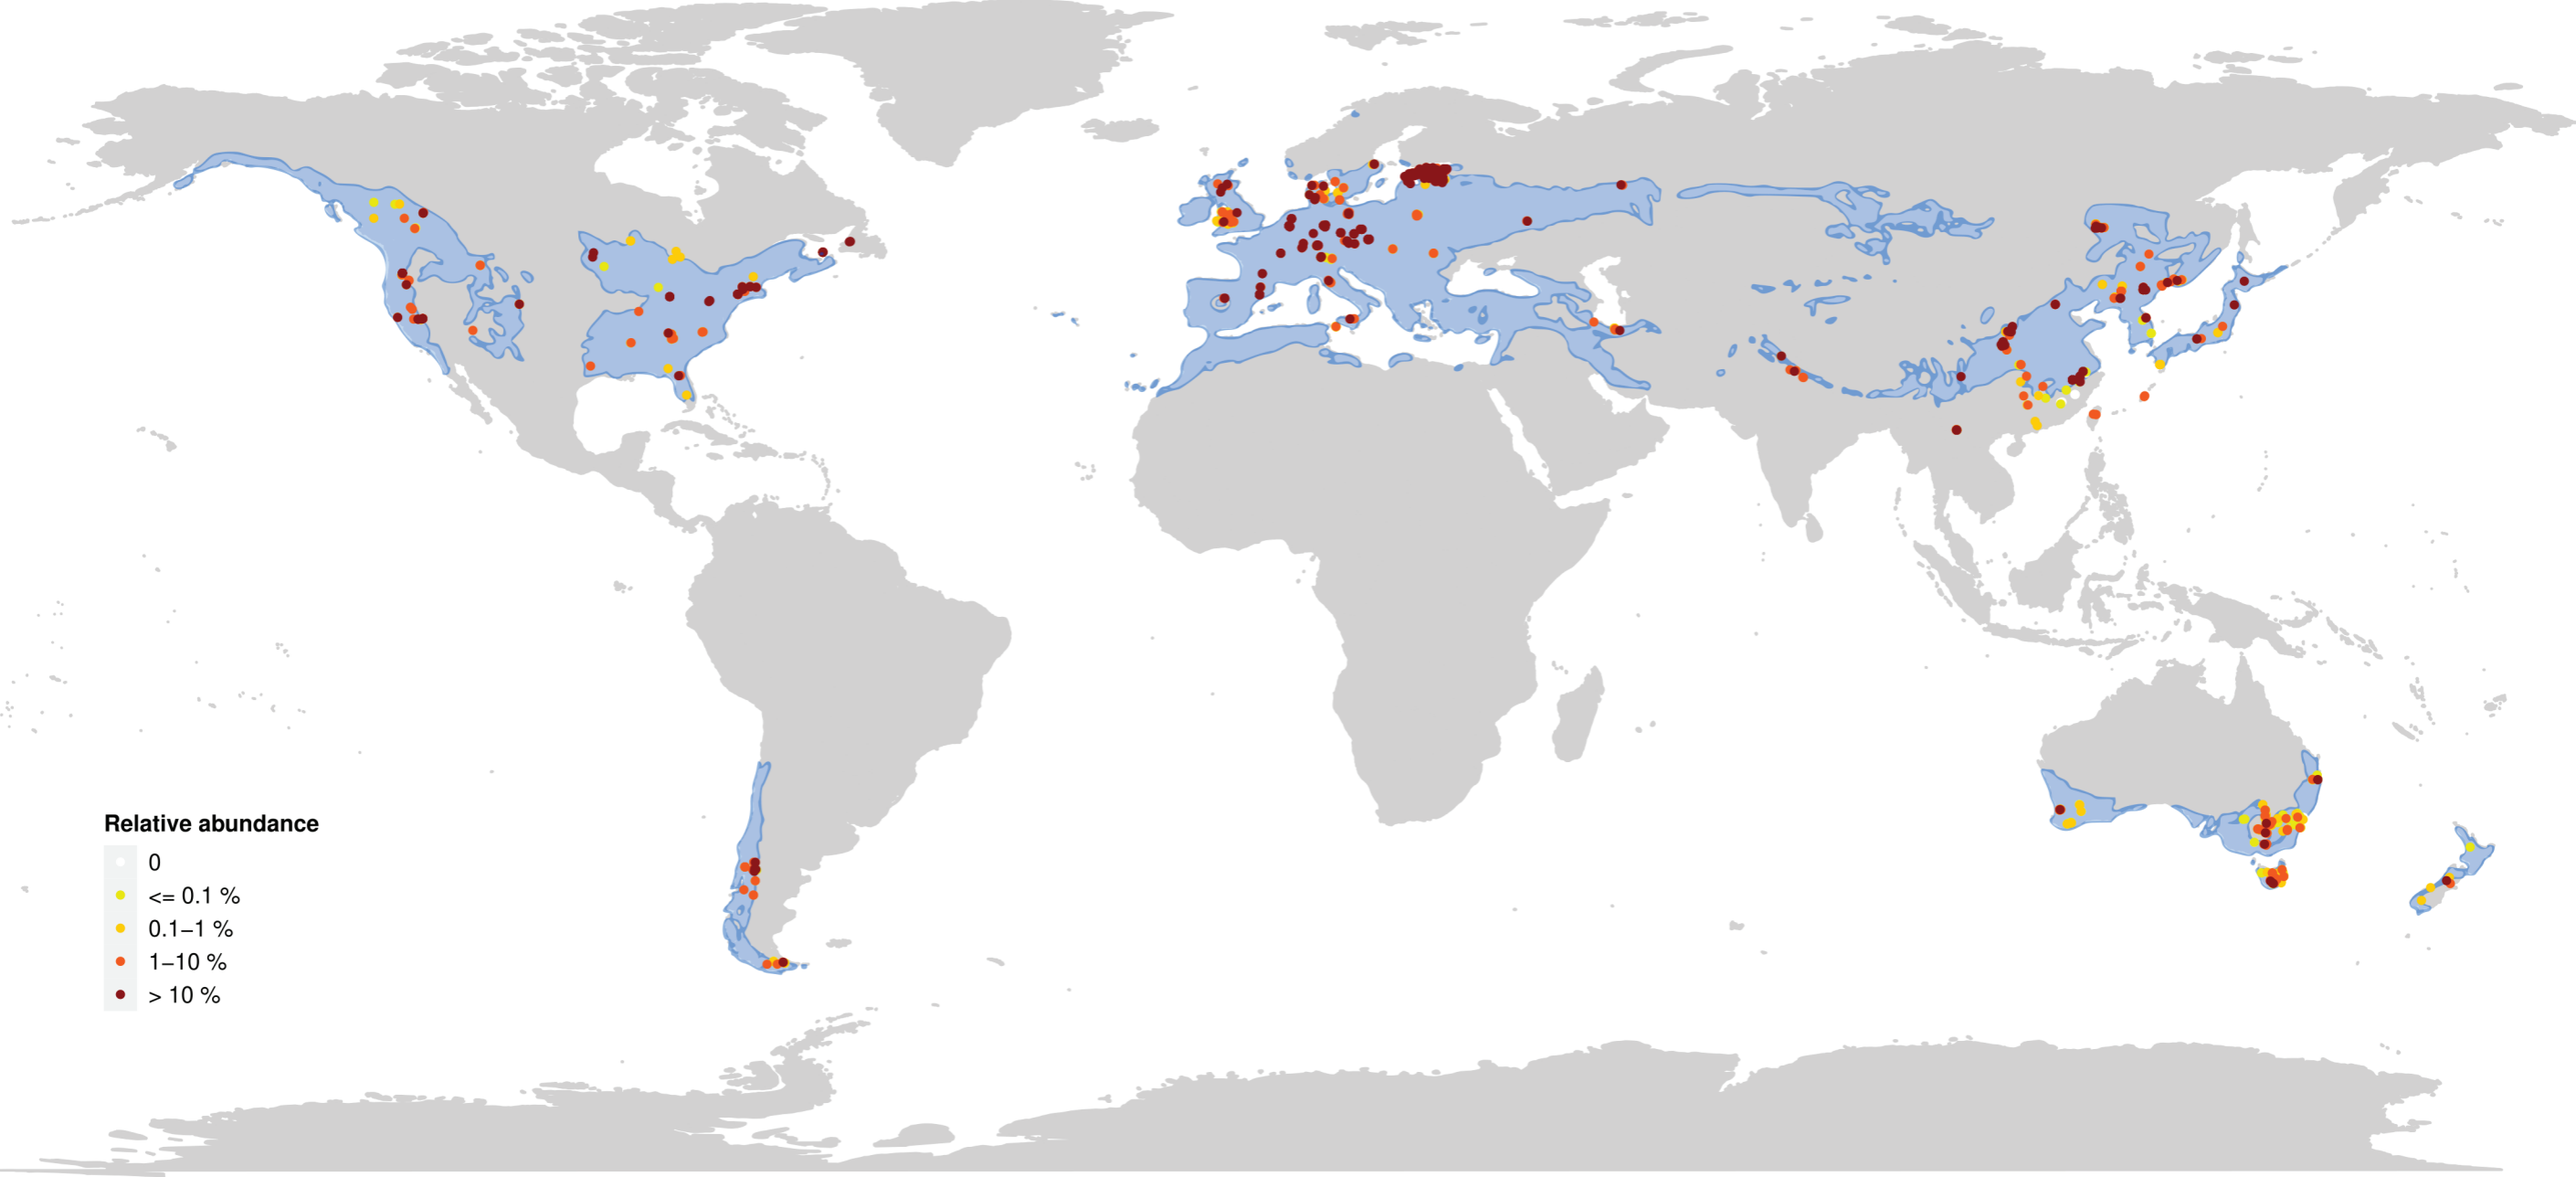 Relative abundance
0
<= 0.1 %
0.1–1 %
1–10 %
> 10 %